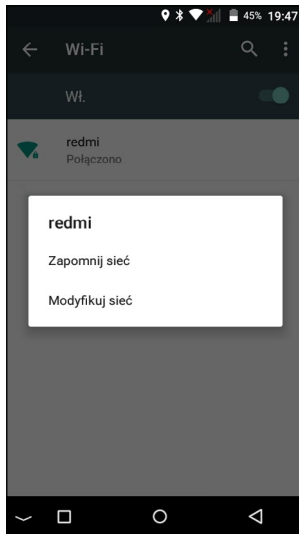 45% 19:47
Wi-Fi
Wł.
redmi
Połączono
redmi
Zapomnij sieć
Modyfikuj sieć